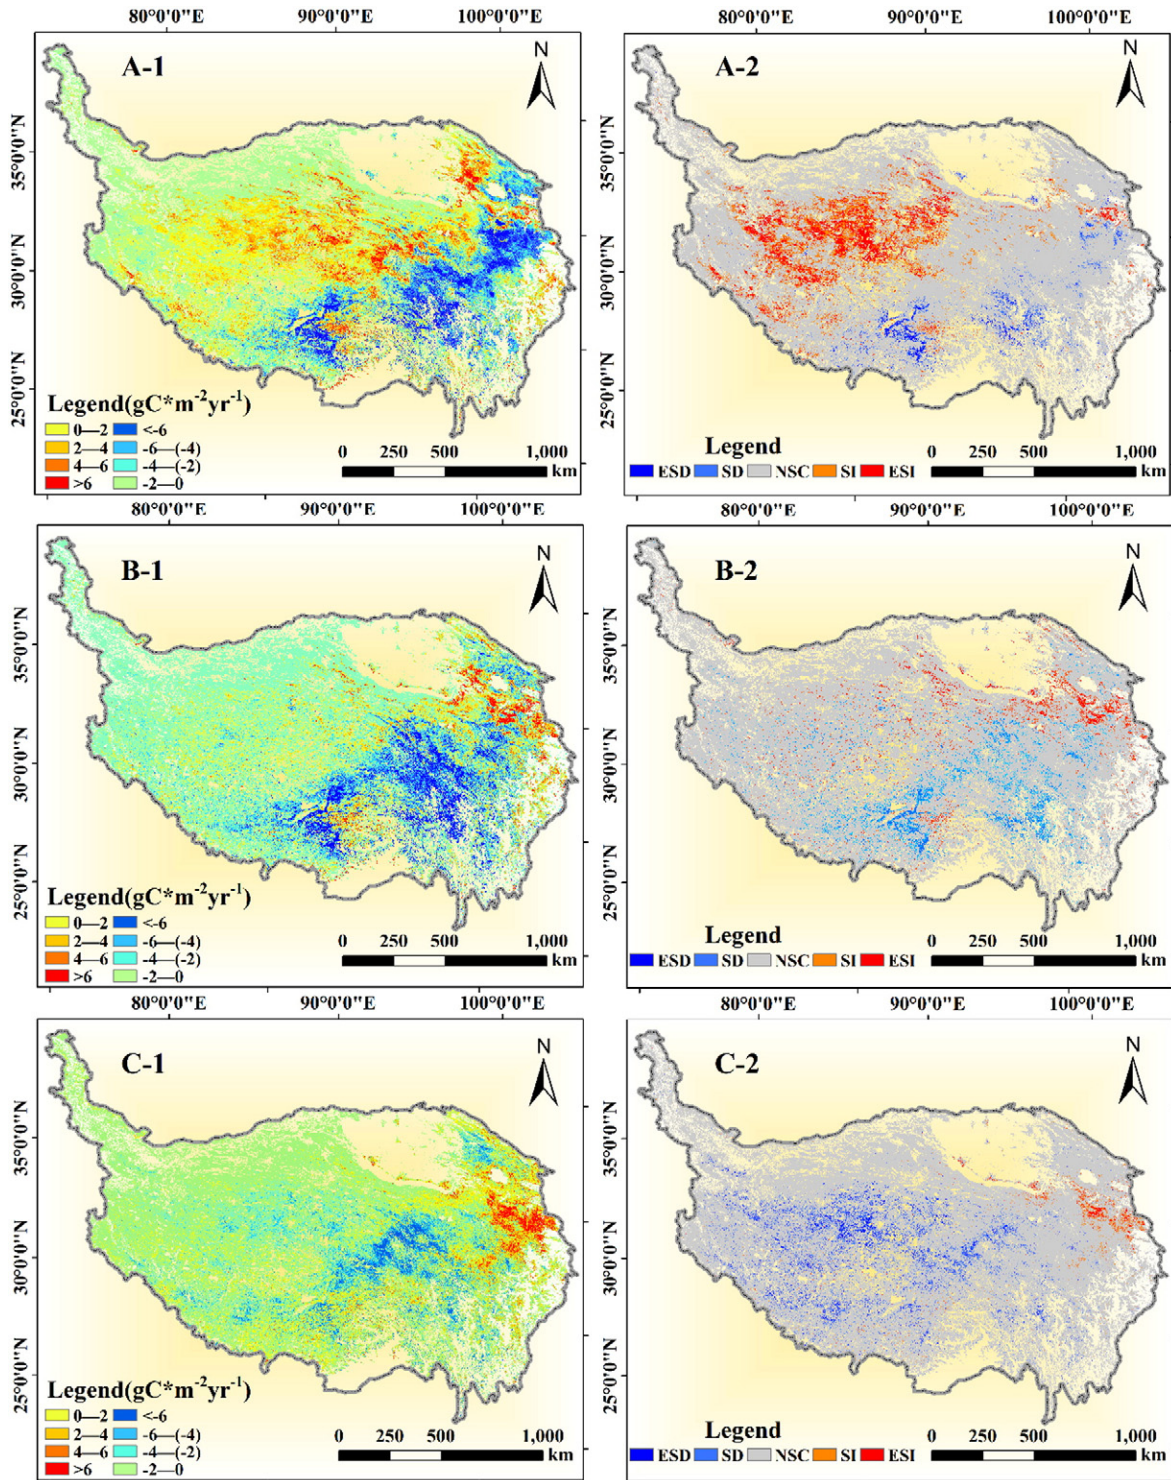 80°0'0"E 90°0'0"E 100°0'0"E 80°0'0"E 90°0'0"E 100°0'0"E
A-1 N A-2 N
35°0'0"N
30°0'0"N
25°0'0"N
35°0'0"N
30°0'0"N
25°0'0"N
Legend(gC*m-2yr-1)
0—2 <-6
2—4 -6—(-4)
4—6 -4—(-2)
>6 -2—0
0 250 500 1,000
km
Legend
ESD SD NSC SI ESI
0 250 500 1,000
km
80°0'0"E 90°0'0"E 100°0'0"E 80°0'0"E 90°0'0"E 100°0'0"E
B-1 N B-2 N
35°0'0"N
30°0'0"N
25°0'0"N
35°0'0"N
30°0'0"N
25°0'0"N
Legend(gC*m-2yr-1)
0—2 <-6
2—4 -6—(-4)
4—6 -4—(-2)
>6 -2—0
0 250 500 1,000
km
Legend
ESD SD NSC SI ESI
0 250 500 1,000
km
80°0'0"E 90°0'0"E 100°0'0"E 80°0'0"E 90°0'0"E 100°0'0"E
C-1 N C-2 N
35°0'0"N
30°0'0"N
25°0'0"N
35°0'0"N
30°0'0"N
25°0'0"N
Legend(gC*m-2yr-1)
0—2 <-6
2—4 -6—(-4)
4—6 -4—(-2)
>6 -2—0
0 250 500 1,000
km
Legend
ESD SD NSC SI ESI
0 250 500 1,000
km